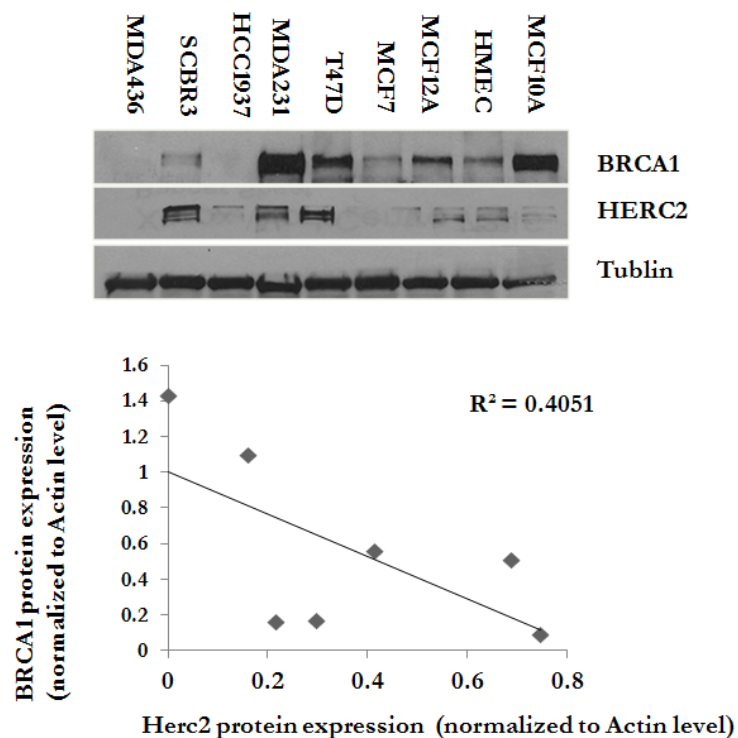 MDA436
SCBR3
HCC1937
MDA231
T47D
MCF7
MCF12A
HMEC
MCF10A
BRCA1
HERC2
Tublin
1.6
1.4
1.2
1
0.8
0.6
0.4
0.2
0
R² = 0.4051
BRCA1 protein expression
(normalized to Actin level)
0 0.2 0.4 0.6 0.8
Herc2 protein expression (normalized to Actin level)